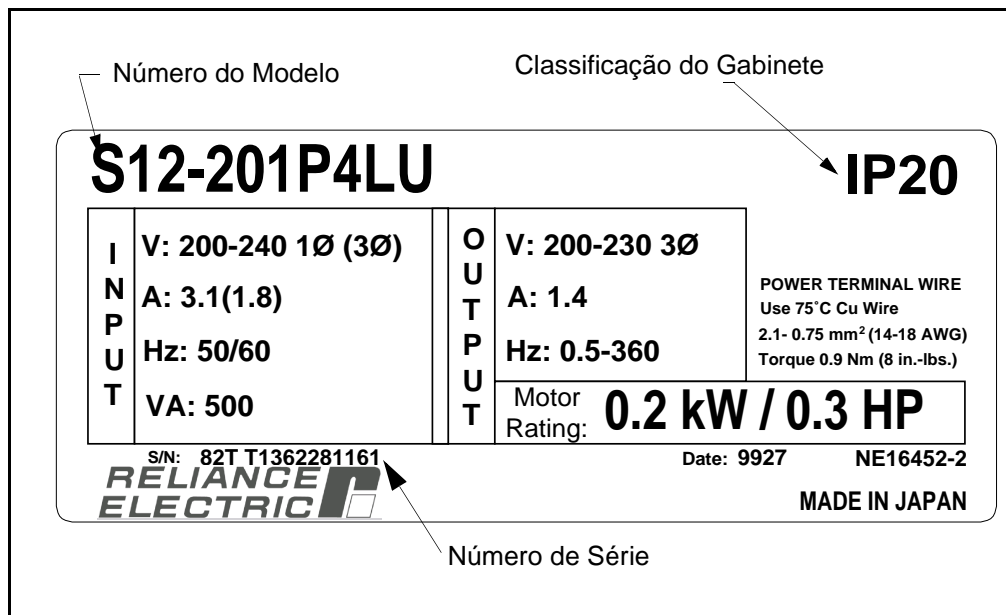 Número do Modelo
Classificação do Gabinete
S12-201P4LU
IP20
INPUT
V: 200-240 1Ø (3Ø)
A: 3.1(1.8)
Hz: 50/60
VA: 500
OUTPUT
V: 200-230 3Ø
A: 1.4
Hz: 0.5-360
POWER TERMINAL WIRE
Use 75˚C Cu Wire
2.1- 0.75 mm² (14-18 AWG)
Torque 0.9 Nm (8 in.-lbs.)
Motor
Rating:
0.2 kW / 0.3 HP
S/N: 82T T1362281161
Date: 9927
NE16452-2
RELIANCE
ELECTRIC
MADE IN JAPAN
Número de Série